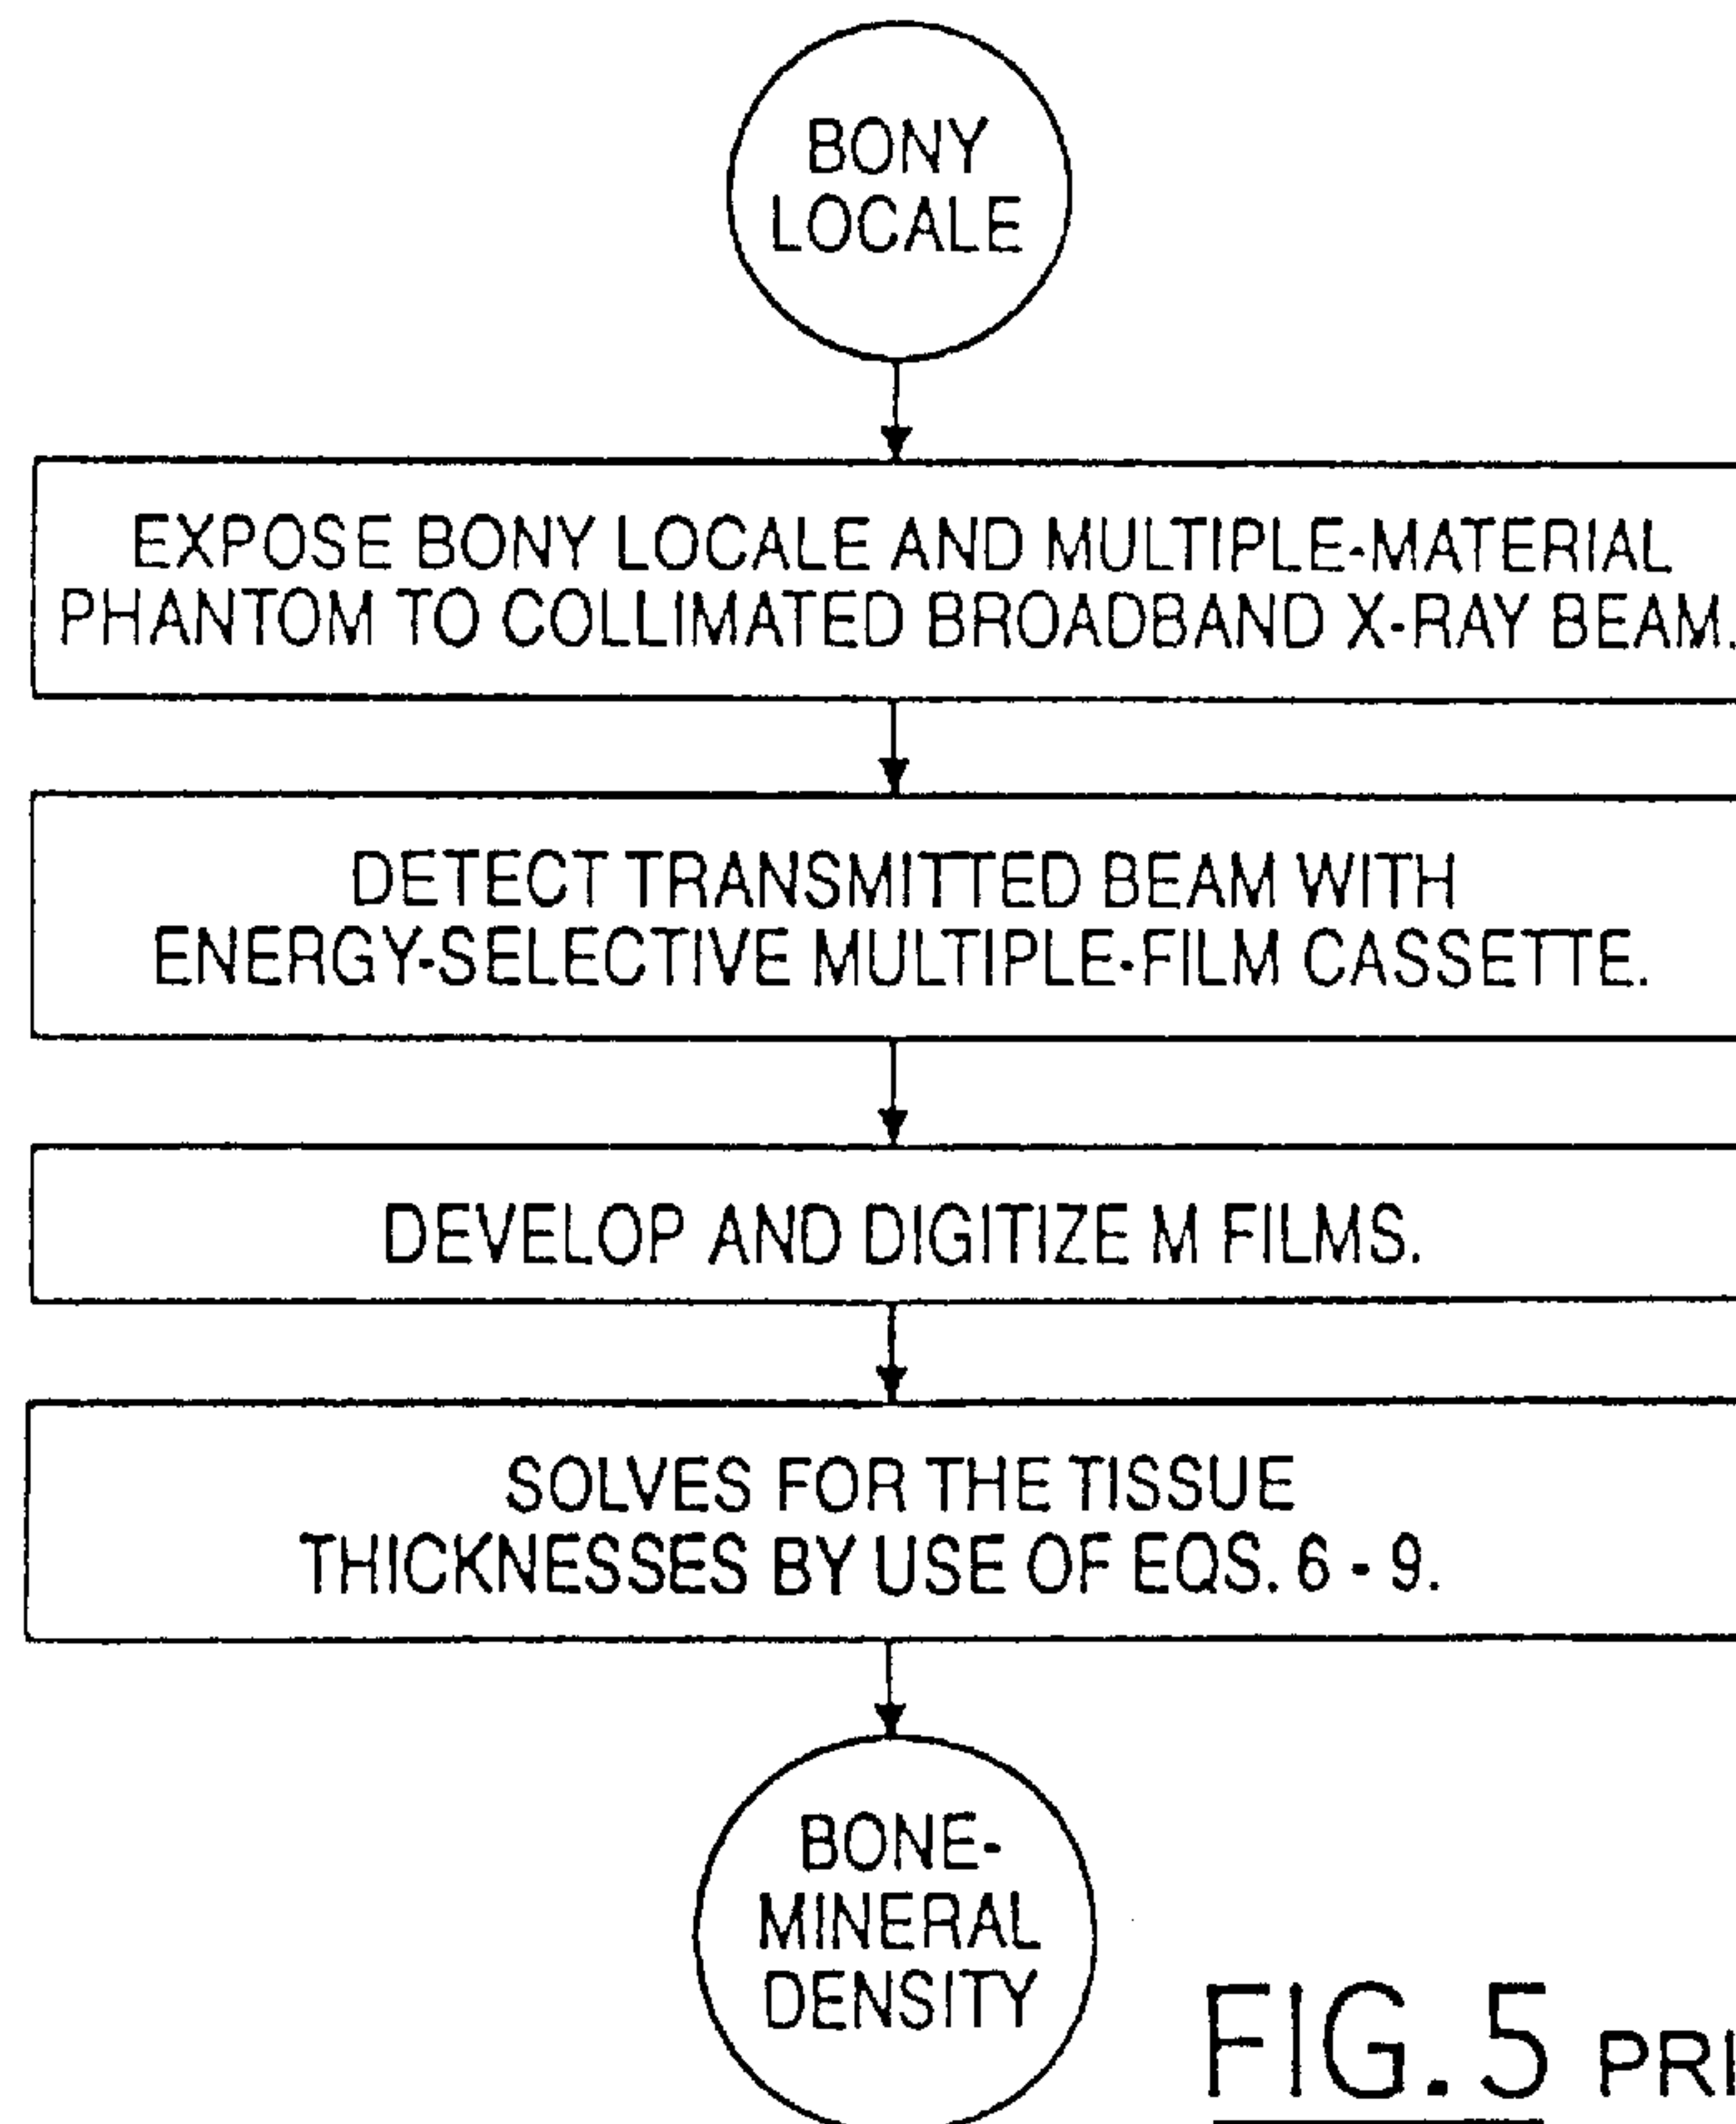 BONY
LOCALE
EXPOSE BONY LOCALE AND MULTIPLE-MATERIAL
PHANTOM TO COLLIMATED BROADBAND X-RAY BEAM.
DETECT TRANSMITTED BEAM WITH
ENERGY-SELECTIVE MULTIPLE-FILM CASSETTE.
DEVELOP AND DIGITIZE M FILMS.
SOLVES FOR THE TISSUE
THICKNESSES BY USE OF EQS. 6 - 9.
BONE-
MINERAL
DENSITY
FIG. 5